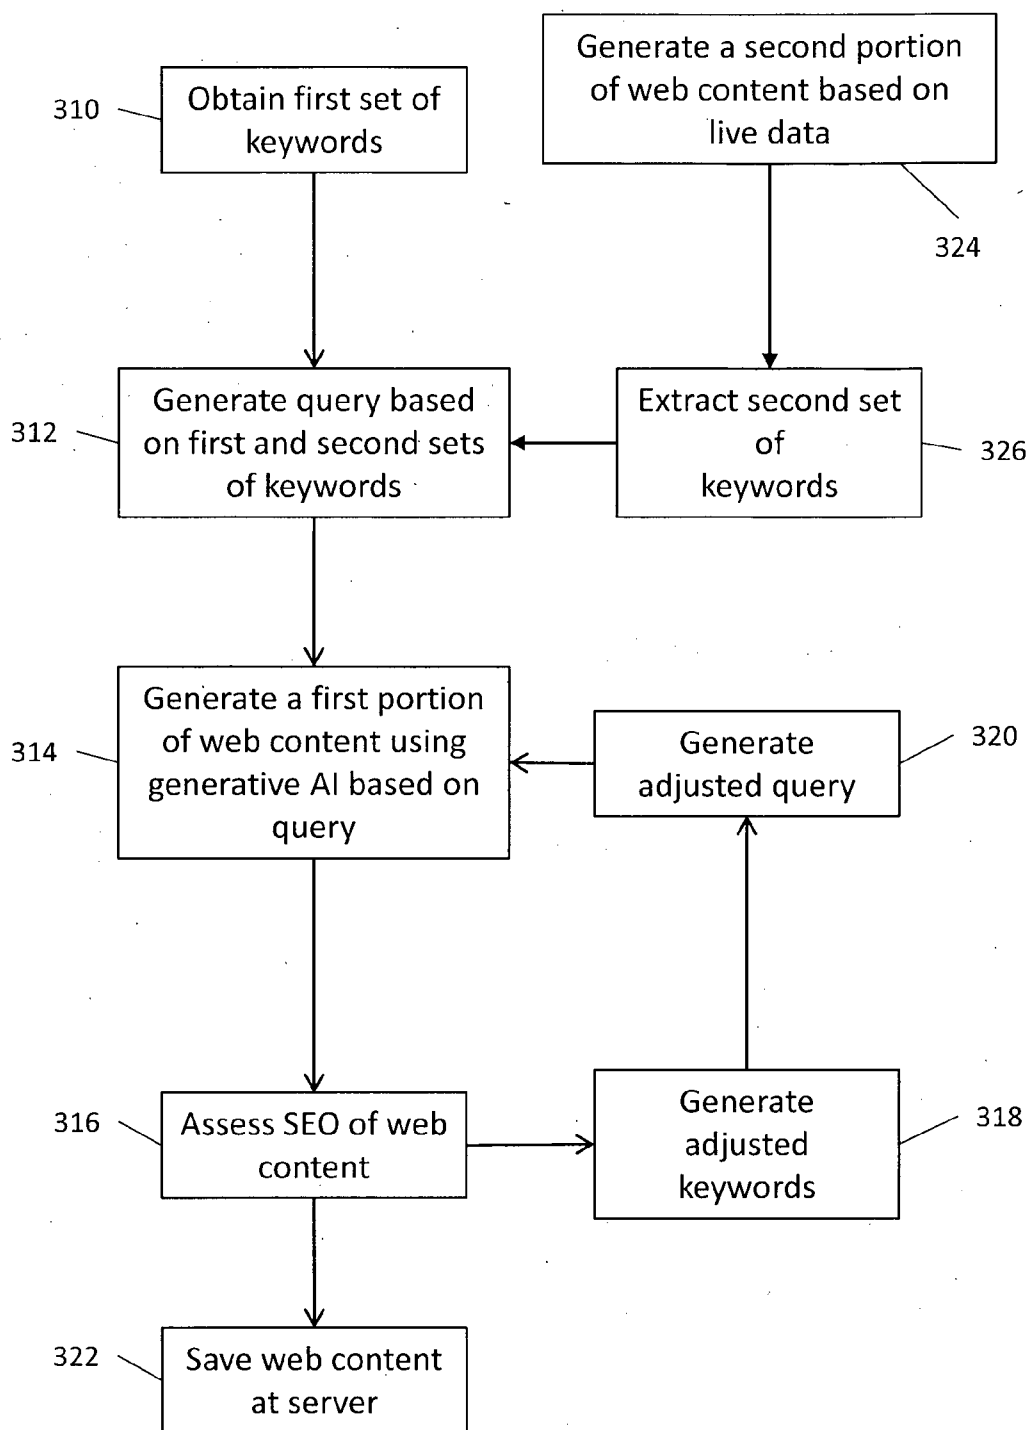 310
Obtain first set of
keywords
Generate a second portion
of web content based on
live data
324
312
Generate query based
on first and second sets
of keywords
Extract second set
of
keywords
326
314
Generate a first portion
of web content using
generative AI based on
query
Generate
adjusted query
320
316
Assess SEO of web
content
Generate
adjusted
keywords
318
322
Save web content
at server